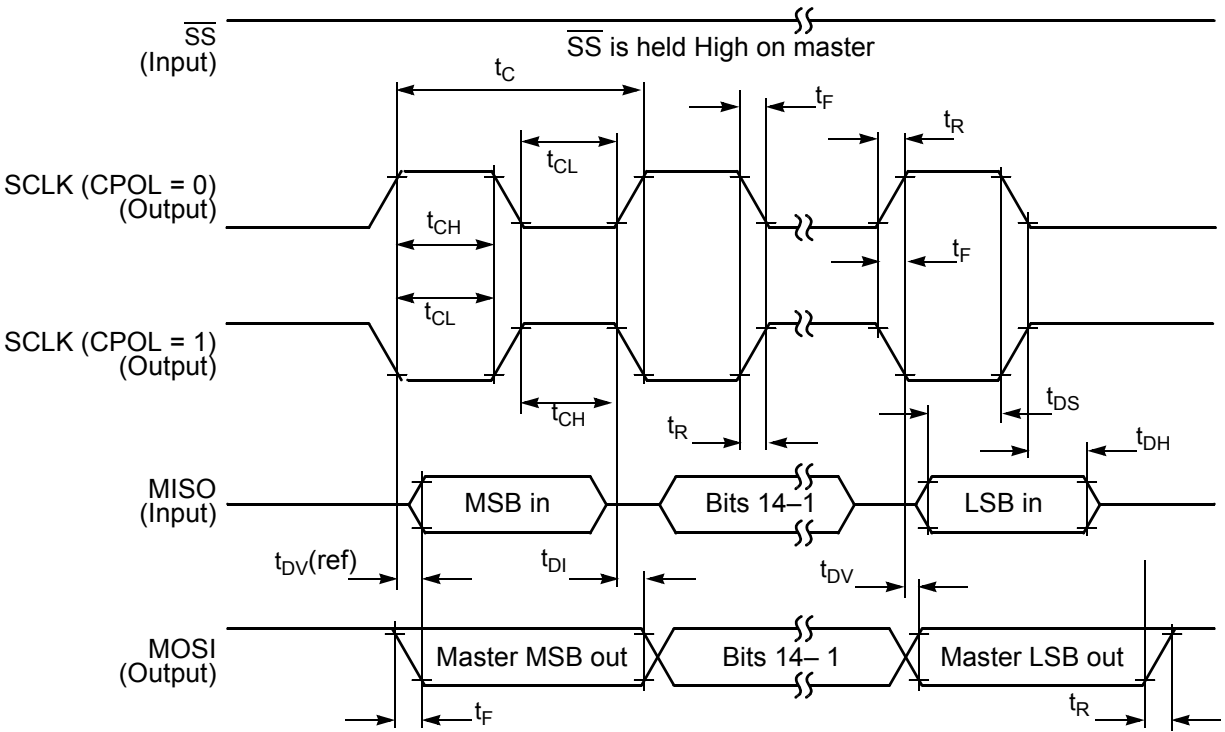 SS
(Input)
SS is held High on master
tC
tF
tR
tCL
SCLK (CPOL = 0)
(Output)
tCH
tF
tCL
SCLK (CPOL = 1)
(Output)
tCH
tR
tDS
tDH
MISO
(Input)
MSB in
Bits 14–1
LSB in
tDV(ref)
tDI
tDV
MOSI
(Output)
Master MSB out
Bits 14– 1
Master LSB out
tF
tR